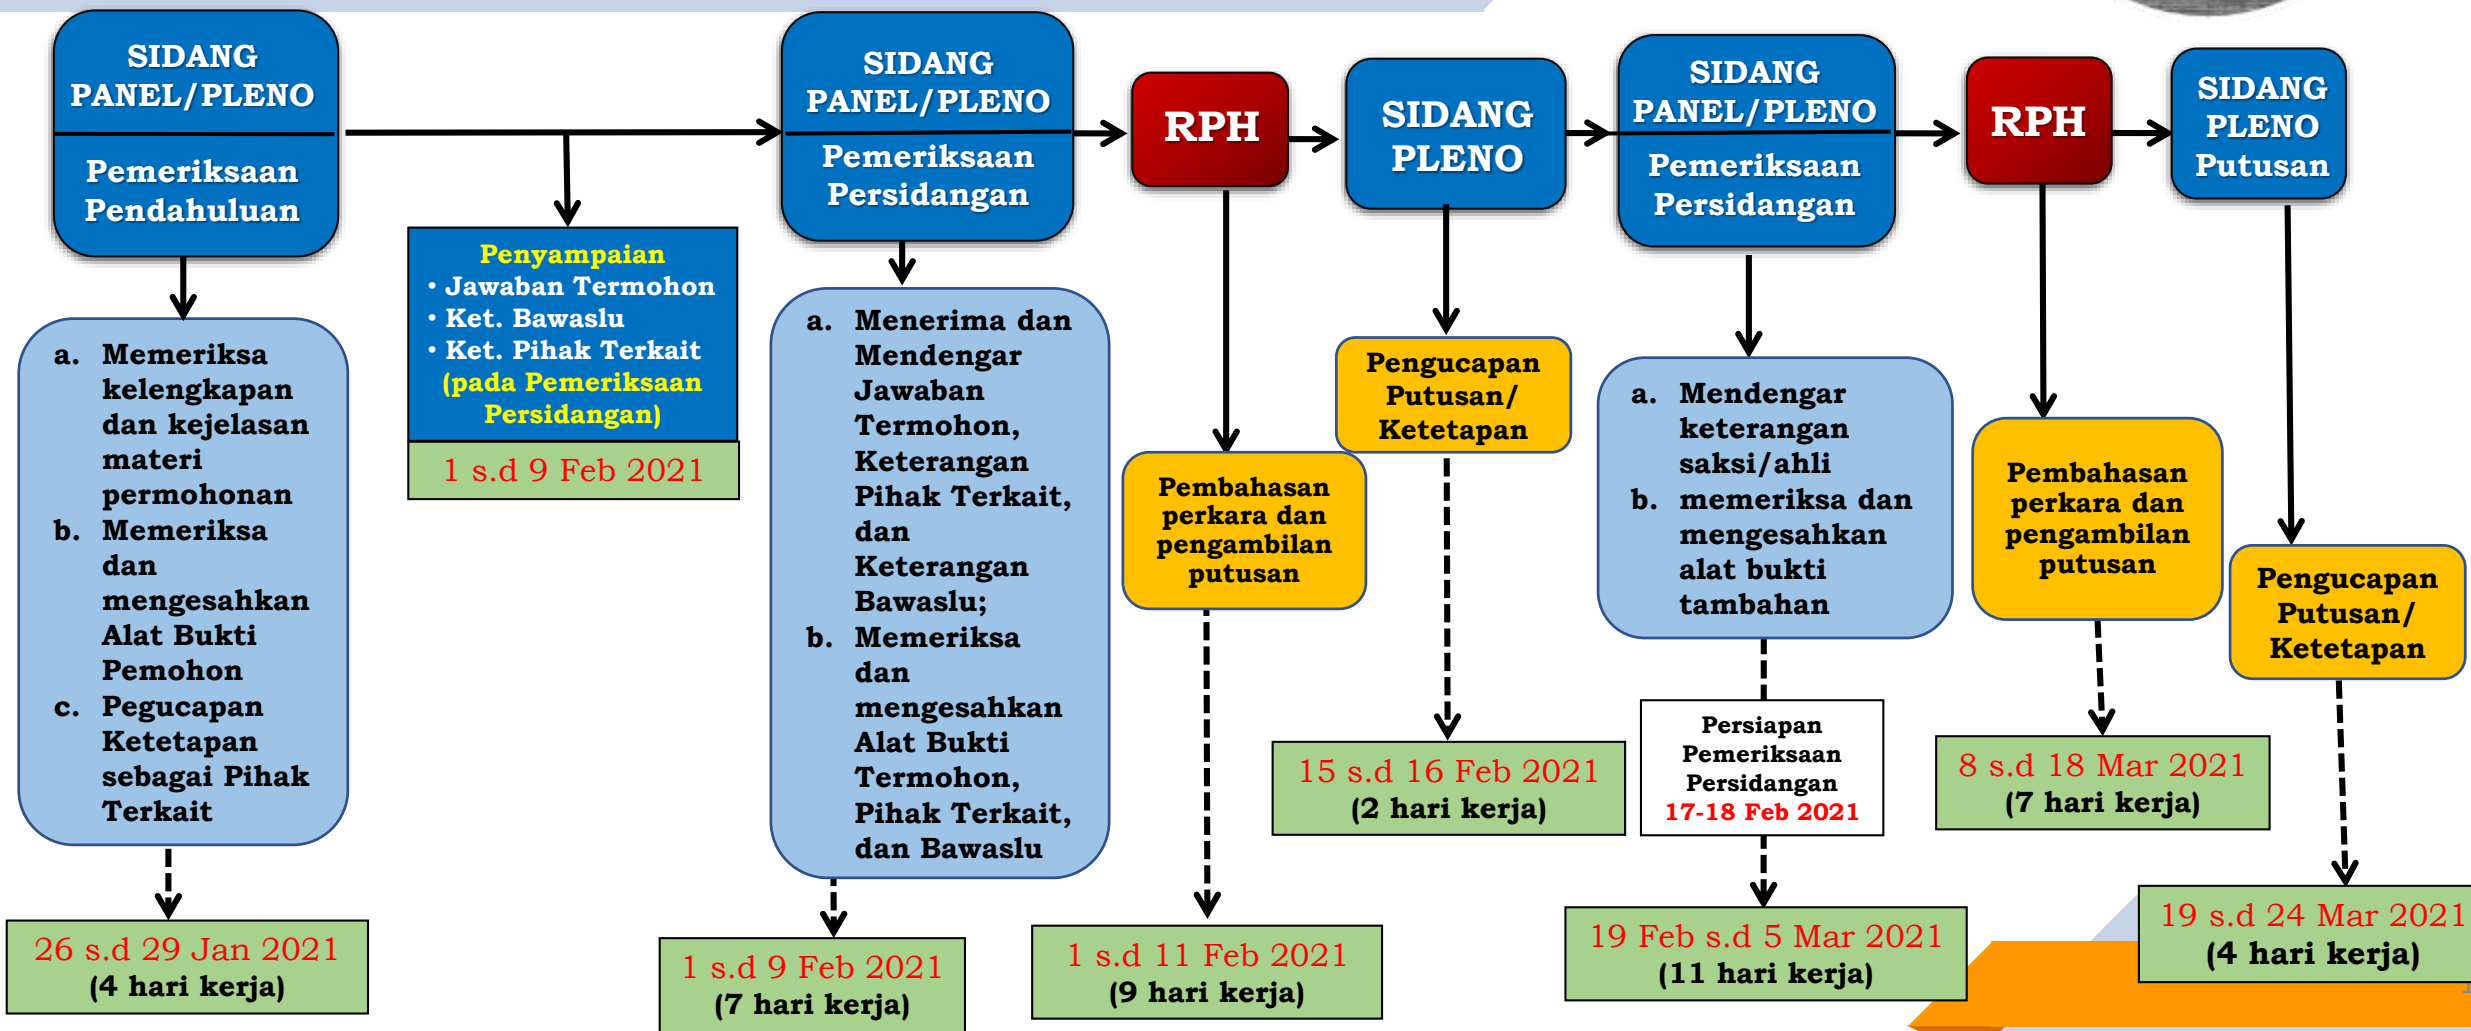 SIDANG
PANEL/PLENO
Pemeriksaan
Pendahuluan
a. Memeriksa
kelengkapan
dan kejelasan
materi
permohonan
b. Memeriksa
dan
mengesahkan
Alat Bukti
Pemohon
c. Pegucapan
Ketetapan
sebagai Pihak
Terkait
26 s.d 29 Jan 2021
(4 hari kerja)
Penyampaian
• Jawaban Termohon
• Ket. Bawaslu
• Ket. Pihak Terkait
(pada Pemeriksaan
Persidangan)
1 s.d 9 Feb 2021
SIDANG
PANEL/PLENO
Pemeriksaan
Persidangan
a. Menerima dan
Mendengar
Jawaban
Termohon,
Keterangan
Pihak Terkait,
dan
Keterangan
Bawaslu;
b. Memeriksa
dan
mengesahkan
Alat Bukti
Termohon,
Pihak Terkait,
dan Bawaslu
1 s.d 9 Feb 2021
(7 hari kerja)
RPH
Pembahasan
perkara dan
pengambilan
putusan
1 s.d 11 Feb 2021
(9 hari kerja)
SIDANG
PLENO
Pengucapan
Putusan/
Ketetapan
15 s.d 16 Feb 2021
(2 hari kerja)
SIDANG
PANEL/PLENO
Pemeriksaan
Persidangan
a. Mendengar
keterangan
saksi/ahli
b. memeriksa dan
mengesahkan
alat bukti
tambahan
Persiapan
Pemeriksaan
Persidangan
17-18 Feb 2021
19 Feb s.d 5 Mar 2021
(11 hari kerja)
RPH
Pembahasan
perkara dan
pengambilan
putusan
8 s.d 18 Mar 2021
(7 hari kerja)
SIDANG
PLENO
Putusan
Pengucapan
Putusan/
Ketetapan
19 s.d 24 Mar 2021
(4 hari kerja)